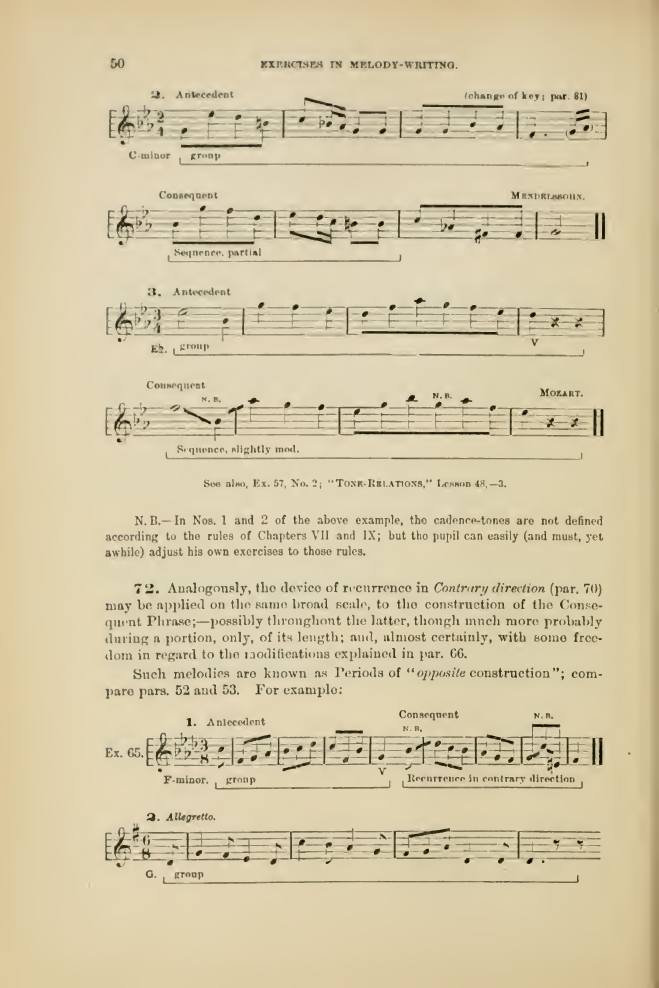 50 EXERCISES IN MELODY-WRITING.
2. Antecedent (change of key; par. 81)
C-minor group
Consequent MENDELSSOHN.
Sequence, partial
3. Antecedent
E♭. group V
Consequent
N. B. N. B. MOZART.
Sequence, slightly mod.
See also, Ex. 57, No. 2; "TONE-RELATIONS," Lesson 48,—3.
N. B.—In Nos. 1 and 2 of the above example, the cadence-tones are not defined
according to the rules of Chapters VII and IX; but the pupil can easily (and must, yet
awhile) adjust his own exercises to those rules.
72. Analogously, the device of recurrence in Contrary direction (par. 70)
may be applied on the same broad scale, to the construction of the Conse-
quent Phrase;—possibly throughout the latter, though much more probably
during a portion, only, of its length; and, almost certainly, with some free-
dom in regard to the modifications explained in par. 66.
Such melodies are known as Periods of "opposite construction"; com-
pare pars. 52 and 53. For example:
1. Antecedent Consequent N. B.
N. B.
Ex. 65.
F-minor. group V Recurrence in contrary direction
2. Allegretto.
G. group